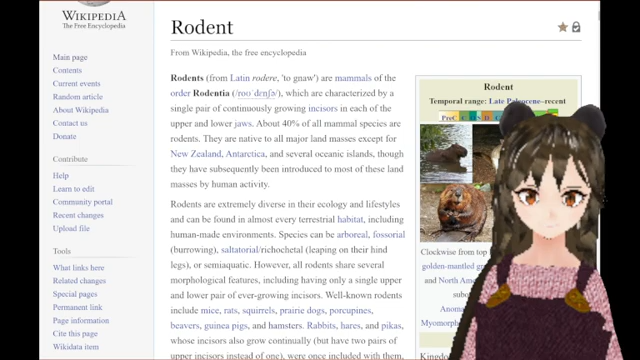 WIKIPEDIA
The Free Encyclopedia
Main page
Contents
Current events
Random article
About Wikipedia
Contact us
Donate
Contribute
Help
Learn to edit
Community portal
Recent changes
Upload file
Tools
What links here
Related changes
Special pages
Permanent link
Page information
Cite this page
Wikidata item
Rodent
From Wikipedia, the free encyclopedia
Rodents (from Latin rodere, 'to gnaw') are mammals of the
order Rodentia, which are characterized by a
single pair of continuously growing incisors in each of the
upper and lower jaws. About 40% of all mammal species are
rodents. They are native to all major land masses except for
New Zealand, Antarctica, and several oceanic islands, though
they have subsequently been introduced to most of these land
masses by human activity.
Rodents are extremely diverse in their ecology and lifestyles
and can be found in almost every terrestrial habitat, including
human-made environments. Species can be arboreal, fossorial
(burrowing), saltatorial/richochetal (leaping on their hind
legs), or semiaquatic. However, all rodents share several
morphological features, including having only a single upper
and lower pair of ever-growing incisors. Well-known rodents
include mice, rats, squirrels, prairie dogs, porcupines,
beavers, guinea pigs, and hamsters. Rabbits, hares, and pikas,
whose incisors also grow continually (but have two pairs of
upper incisors instead of one), were once included with them,
Rodent
Temporal range: Late Paleocene–recent
PreꞒ
Clockwise from top
golden-mantled
and North